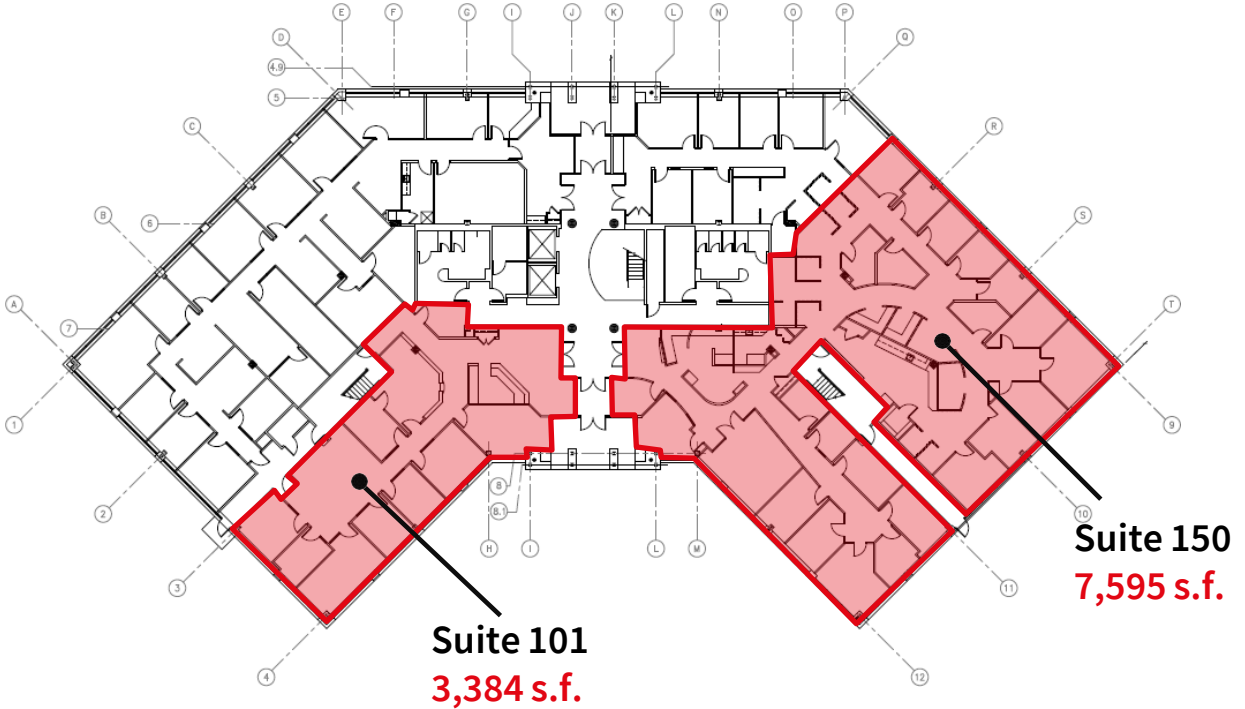 E F G I J K L N O P
D Q
4.9
5
C R
B S
6
A T
7
1 9
8
2 8.1 10
H I L M
3 11
4 12
Suite 150
7,595 s.f.
Suite 101
3,384 s.f.